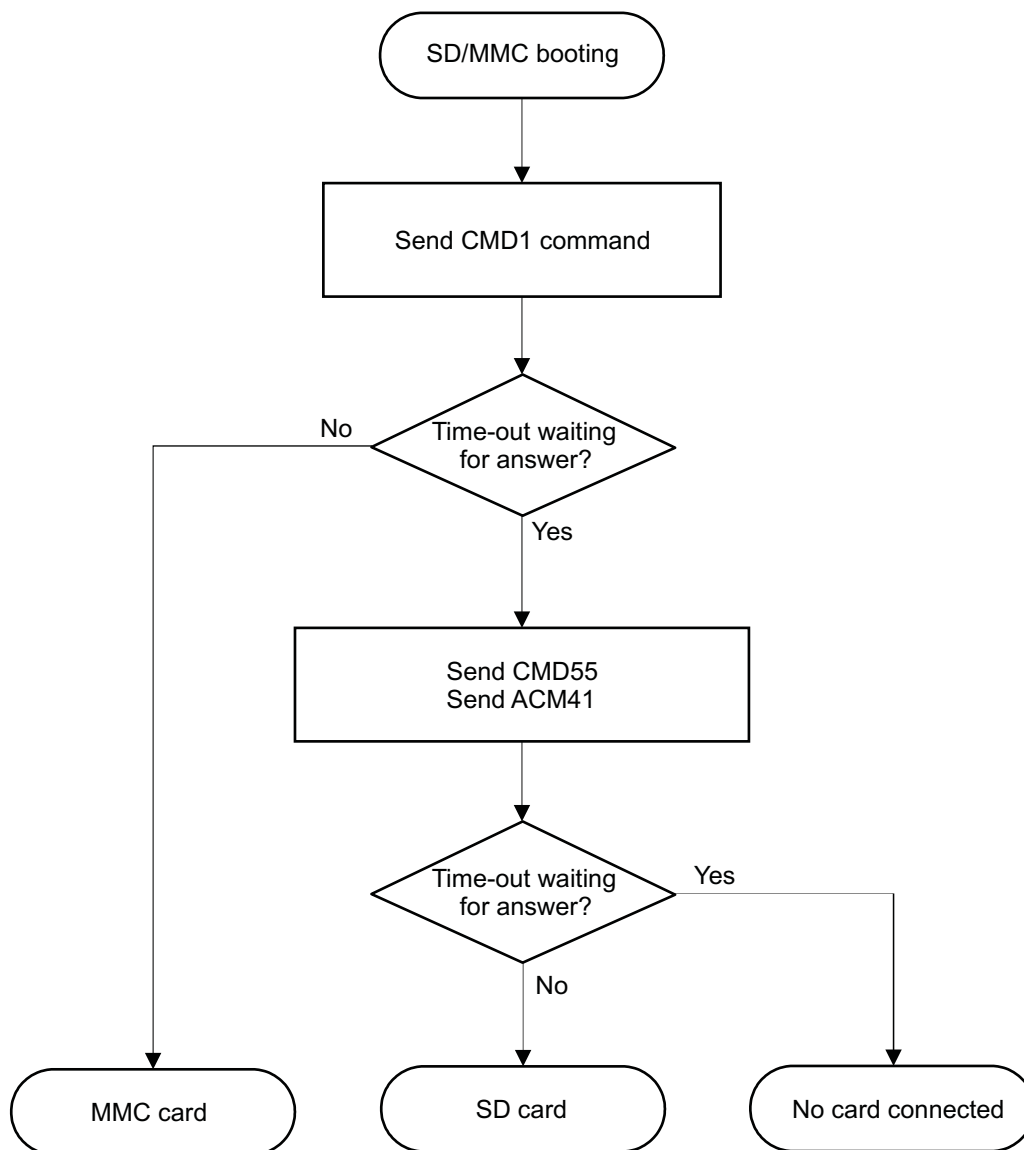 SD/MMC booting
Send CMD1 command
No
Time-out waiting
for answer?
Yes
Send CMD55
Send ACM41
Time-out waiting
for answer?
Yes
No
MMC card
SD card
No card connected